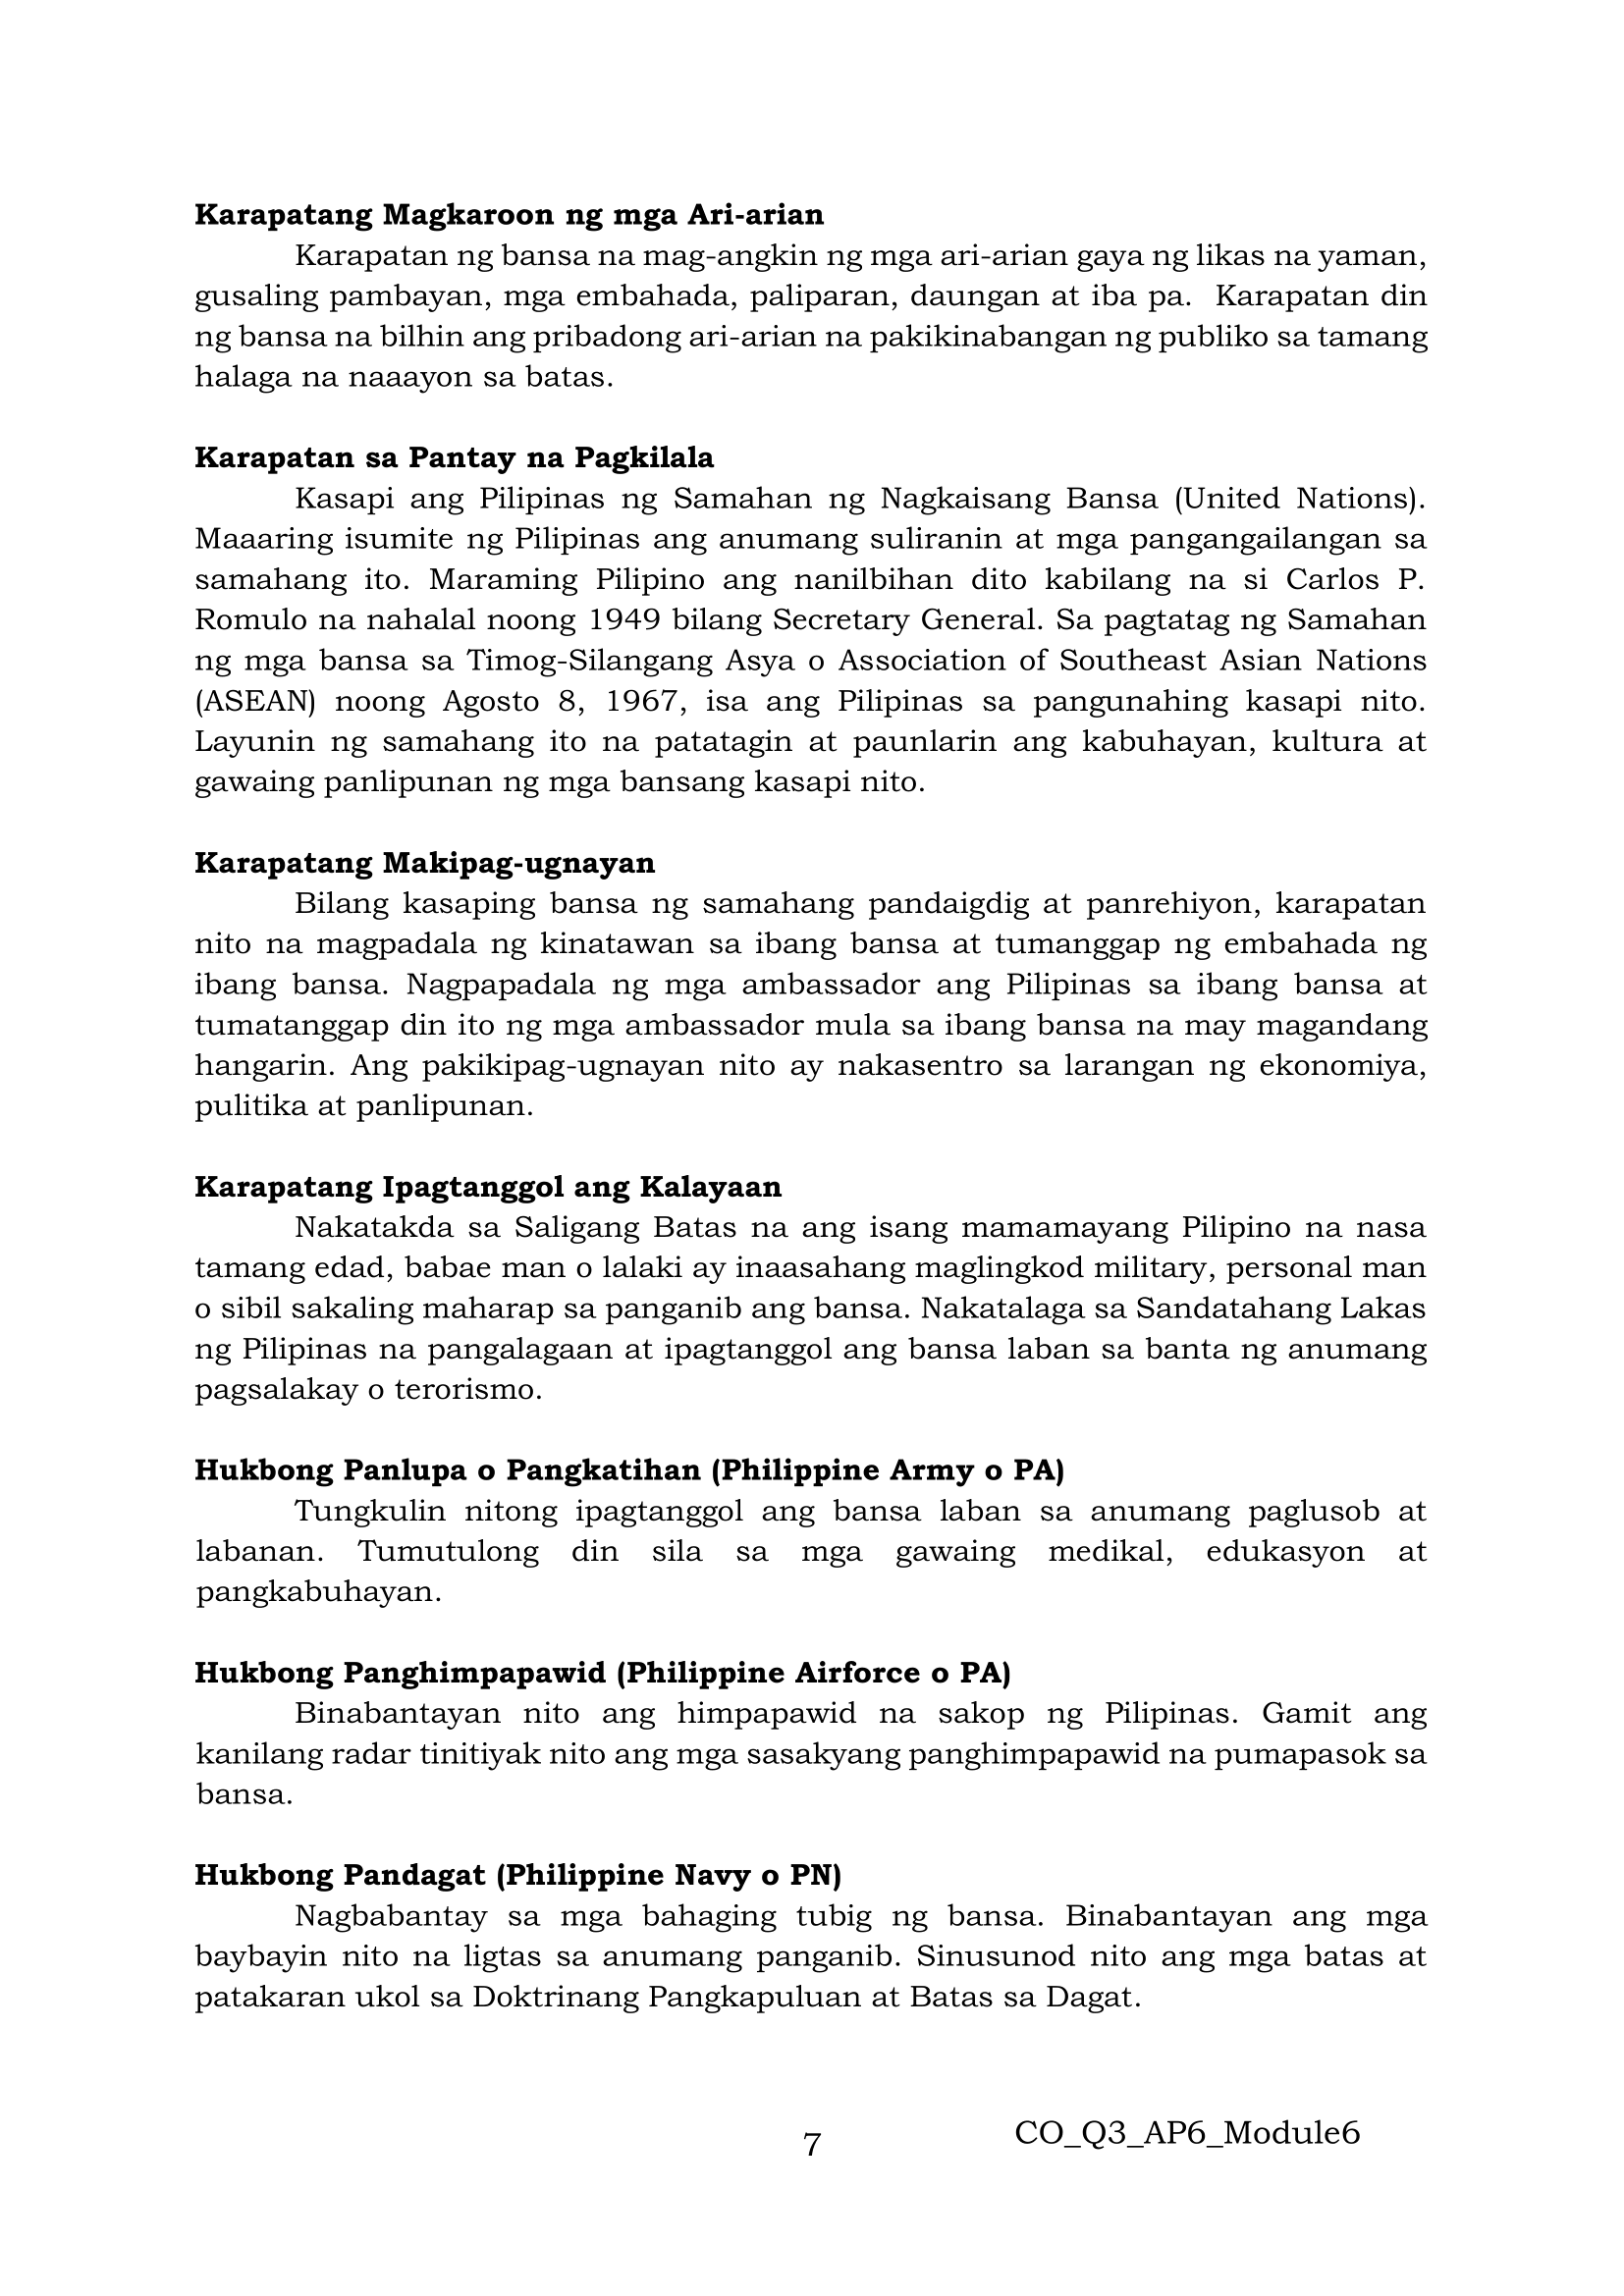 Karapatang Magkaroon ng mga Ari-arian
Karapatan ng bansa na mag-angkin ng mga ari-arian gaya ng likas na yaman,
gusaling pambayan, mga embahada, paliparan, daungan at iba pa.  Karapatan din
ng bansa na bilhin ang pribadong ari-arian na pakikinabangan ng publiko sa tamang
halaga na naaayon sa batas.
Karapatan sa Pantay na Pagkilala
Kasapi ang Pilipinas ng Samahan ng Nagkaisang Bansa (United Nations).
Maaaring isumite ng Pilipinas ang anumang suliranin at mga pangangailangan sa
samahang ito. Maraming Pilipino ang nanilbihan dito kabilang na si Carlos P.
Romulo na nahalal noong 1949 bilang Secretary General. Sa pagtatag ng Samahan
ng mga bansa sa Timog-Silangang Asya o Association of Southeast Asian Nations
(ASEAN) noong Agosto 8, 1967, isa ang Pilipinas sa pangunahing kasapi nito.
Layunin ng samahang ito na patatagin at paunlarin ang kabuhayan, kultura at
gawaing panlipunan ng mga bansang kasapi nito.
Karapatang Makipag-ugnayan
Bilang kasaping bansa ng samahang pandaigdig at panrehiyon, karapatan
nito na magpadala ng kinatawan sa ibang bansa at tumanggap ng embahada ng
ibang bansa. Nagpapadala ng mga ambassador ang Pilipinas sa ibang bansa at
tumatanggap din ito ng mga ambassador mula sa ibang bansa na may magandang
hangarin. Ang pakikipag-ugnayan nito ay nakasentro sa larangan ng ekonomiya,
pulitika at panlipunan.
Karapatang Ipagtanggol ang Kalayaan
Nakatakda sa Saligang Batas na ang isang mamamayang Pilipino na nasa
tamang edad, babae man o lalaki ay inaasahang maglingkod military, personal man
o sibil sakaling maharap sa panganib ang bansa. Nakatalaga sa Sandatahang Lakas
ng Pilipinas na pangalagaan at ipagtanggol ang bansa laban sa banta ng anumang
pagsalakay o terorismo.
Hukbong Panlupa o Pangkatihan (Philippine Army o PA)
Tungkulin nitong ipagtanggol ang bansa laban sa anumang paglusob at
labanan. Tumutulong din sila sa mga gawaing medikal, edukasyon at
pangkabuhayan.
Hukbong Panghimpapawid (Philippine Airforce o PA)
Binabantayan nito ang himpapawid na sakop ng Pilipinas. Gamit ang
kanilang radar tinitiyak nito ang mga sasakyang panghimpapawid na pumapasok sa
bansa.
Hukbong Pandagat (Philippine Navy o PN)
Nagbabantay sa mga bahaging tubig ng bansa. Binabantayan ang mga
baybayin nito na ligtas sa anumang panganib. Sinusunod nito ang mga batas at
patakaran ukol sa Doktrinang Pangkapuluan at Batas sa Dagat.
7
CO_Q3_AP6_Module6